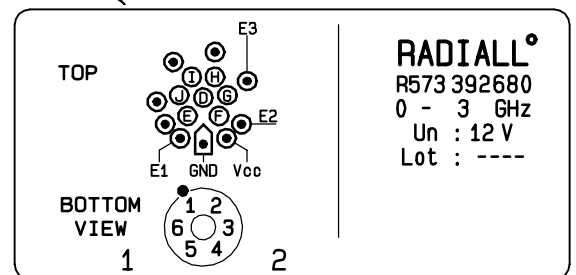 E3
TOP
I H
J D G
E F
E2
E1 GND Vcc
BOTTOM
VIEW
1 2
6 3
5 4
1 2
RADIALL°
R573 392680
0 - 3 GHz
Un : 12 V
Lot : ----